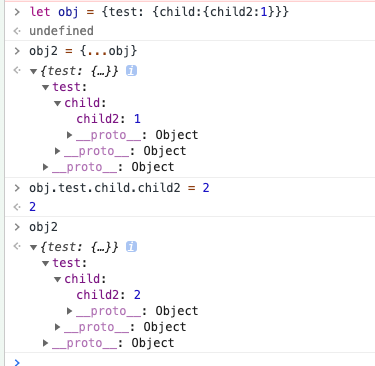 > let obj = {test: {child:{child2:1}}}
< undefined
> obj2 = {...obj}
< ▼{test: {…}} i
▼test:
▼child:
child2: 1
▶__proto__: Object
▶__proto__: Object
▶__proto__: Object
> obj.test.child.child2 = 2
< 2
> obj2
< ▼{test: {…}} i
▼test:
▼child:
child2: 2
▶__proto__: Object
▶__proto__: Object
▶__proto__: Object
>